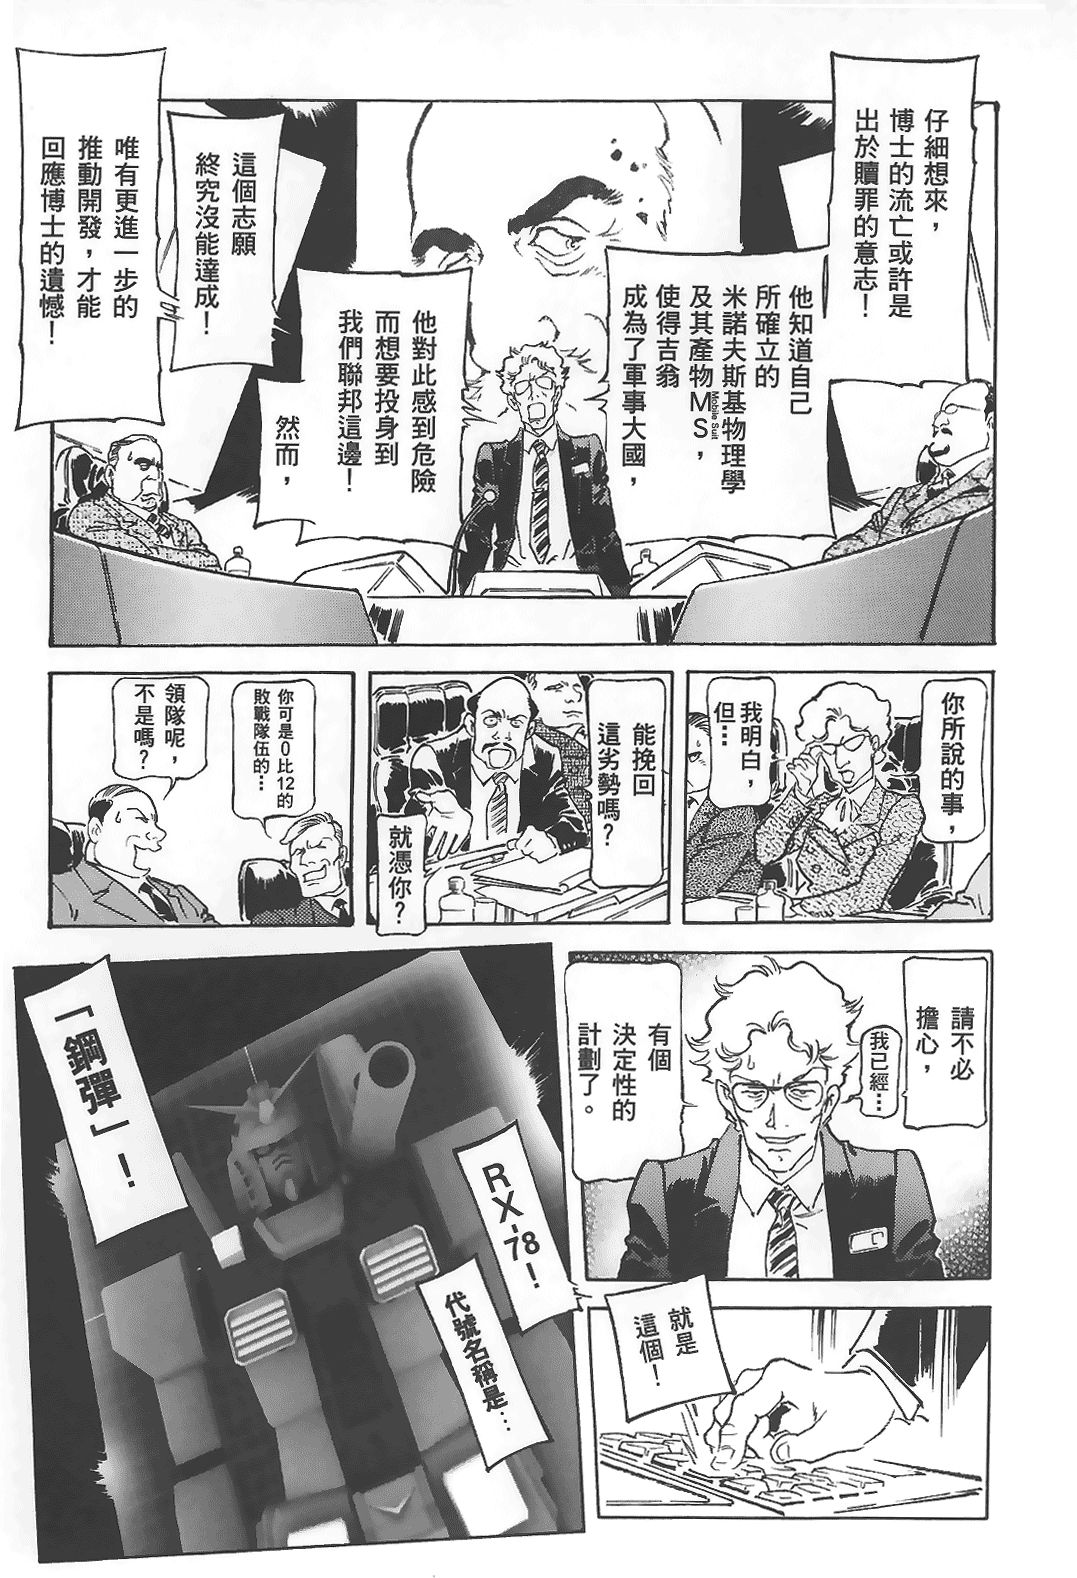 仔細想來，
博士的流亡或許是
出於贖罪的意志！
他知道自己
所確立的
米諾夫斯基物理學
及其產物MS，
Mobile Suit
使得吉翁
成為了軍事大國，
他對此感到危險
而想要投身到
我們聯邦這邊！
然而，
這個志願
終究沒能達成！
唯有更進一步的
推動開發，才能
回應博士的遺憾！
你所說的事，
我明白，
但…
能挽回
這劣勢嗎？
就憑你？
你可是0比12的
敗戰隊伍的…
領隊呢，
不是嗎？
請不必
擔心，
我已經…
有個
決定性的
計劃了。
就是
這個！
RX-78！
代號名稱是…
「鋼彈」！